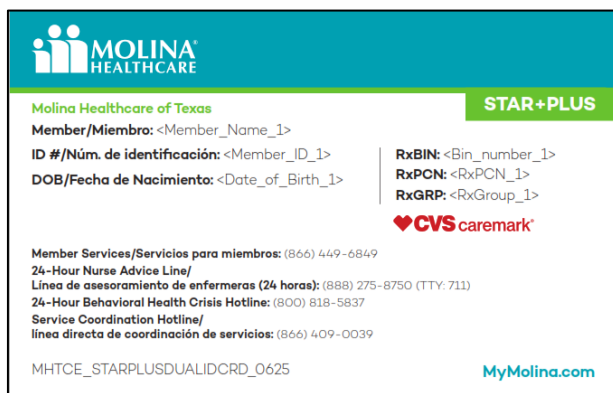 MOLINA®
HEALTHCARE
Molina Healthcare of Texas
STAR+PLUS
Member/Miembro: <Member_Name_1>
ID #/Núm. de identificación: <Member_ID_1>
DOB/Fecha de Nacimiento: <Date_of_Birth_1>
RxBIN: <Bin_number_1>
RxPCN: <RxPCN_1>
RxGRP: <RxGroup_1>
CVS caremark®
Member Services/Servicios para miembros: (866) 449-6849
24-Hour Nurse Advice Line/
Línea de asesoramiento de enfermeras (24 horas): (888) 275-8750 (TTY: 711)
24-Hour Behavioral Health Crisis Hotline: (800) 818-5837
Service Coordination Hotline/
línea directa de coordinación de servicios: (866) 409-0039
MHTCE_STARPLUSDUALIDCRD_0625
MyMolina.com